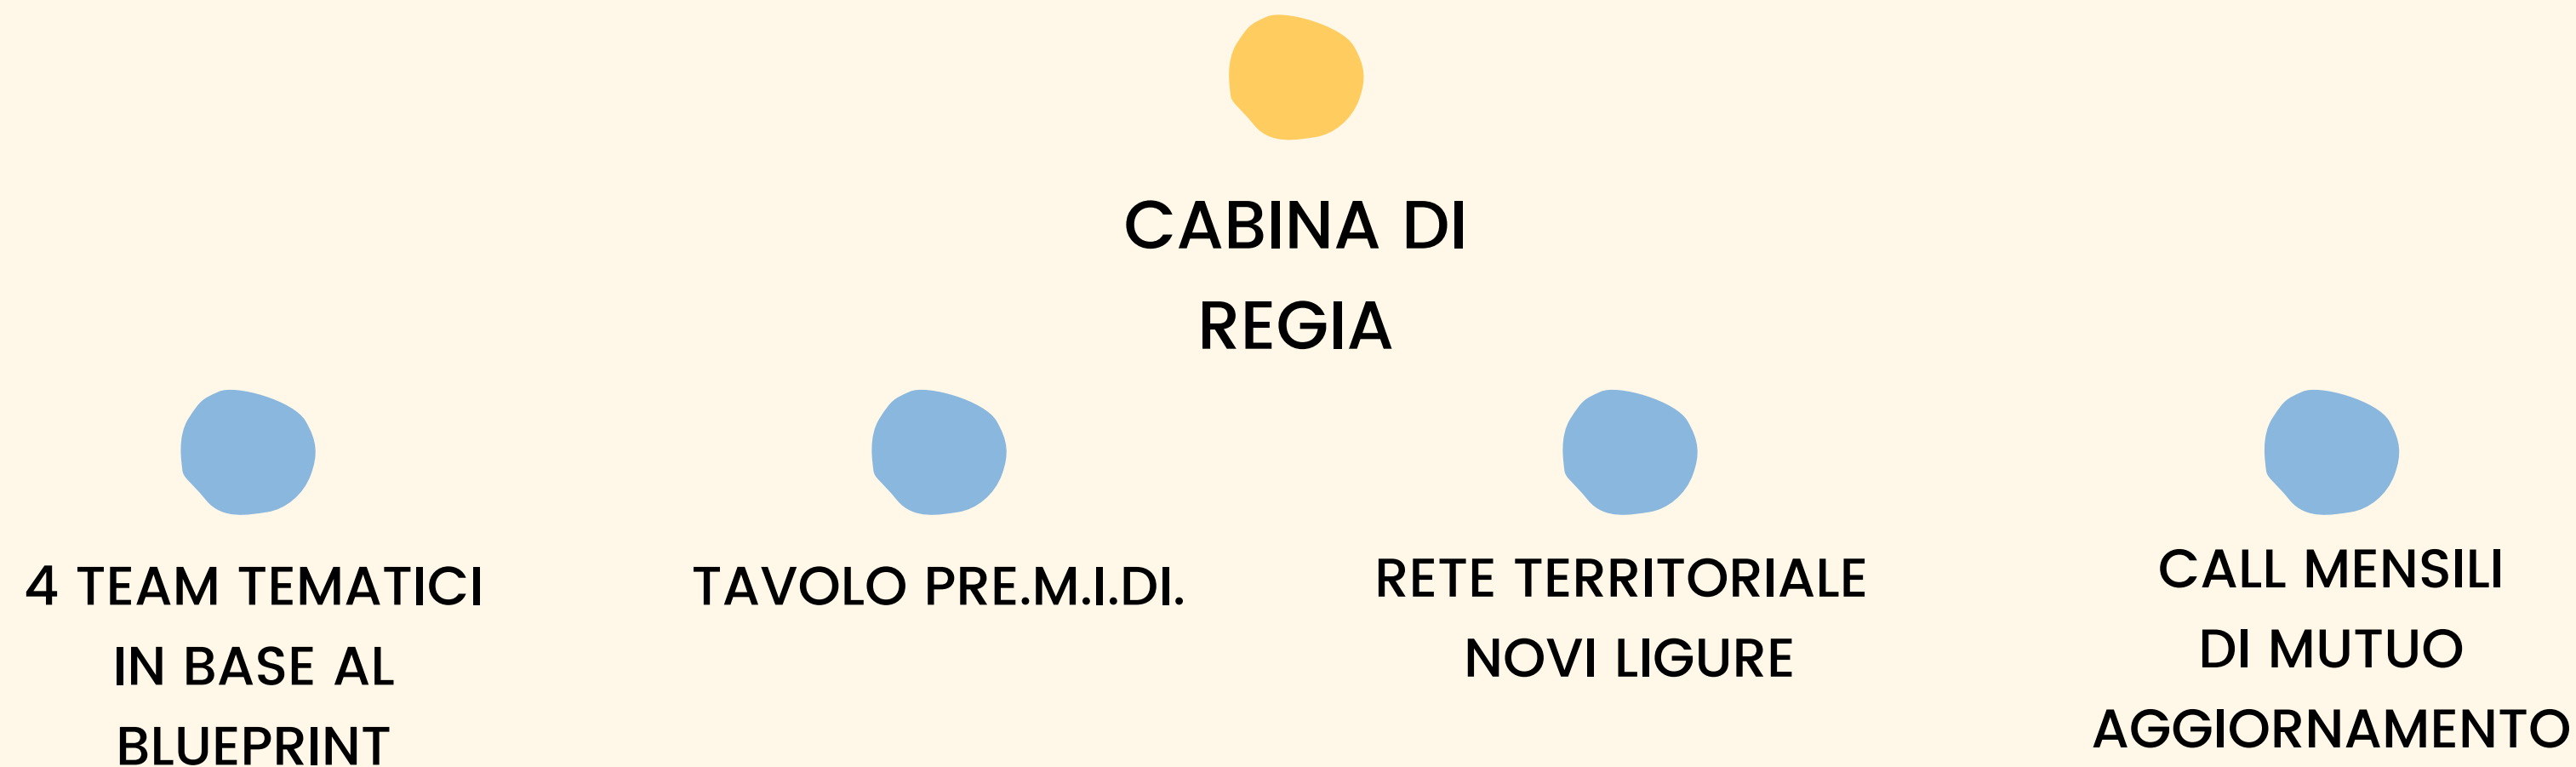 CABINA DI
REGIA
4 TEAM TEMATICI
IN BASE AL
BLUEPRINT
TAVOLO PRE.M.I.DI.
RETE TERRITORIALE
NOVI LIGURE
CALL MENSILI
DI MUTUO
AGGIORNAMENTO